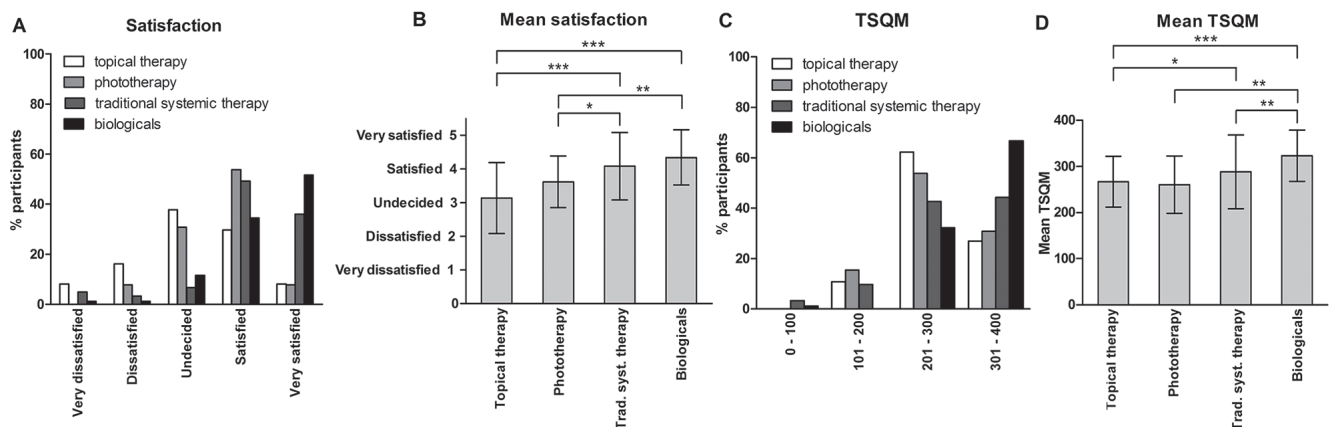 A
Satisfaction
100
80
60
40
20
0
% participants
topical therapy
phototherapy
traditional systemic therapy
biologicals
Very dissatisfied
Dissatisfied
Undecided
Satisfied
Very satisfied
B
Mean satisfaction
***
***
**
*
Very satisfied 5
Satisfied 4
Undecided 3
Dissatisfied 2
Very dissatisfied 1
0
Topical therapy
Phototherapy
Trad. syst. therapy
Biologicals
C
TSQM
100
80
60
40
20
0
% participants
topical therapy
phototherapy
traditional systemic therapy
biologicals
0 - 100
101 - 200
201 - 300
301 - 400
D
Mean TSQM
***
*
**
**
400
300
200
100
0
Mean TSQM
Topical therapy
Phototherapy
Trad. syst. therapy
Biologicals